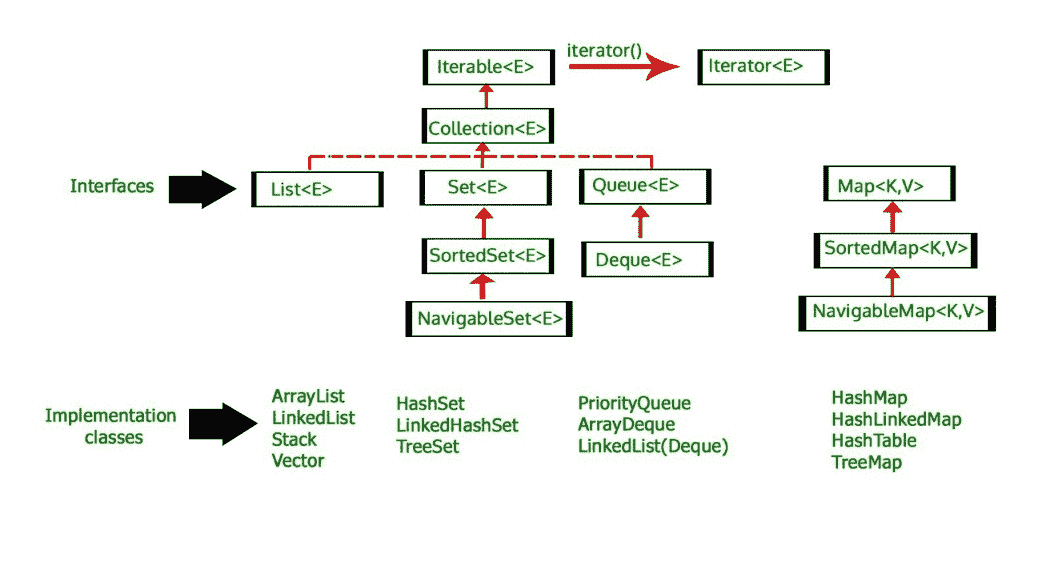 iterator()
Iterable<E>
Iterator<E>
Collection<E>
Interfaces
List<E>
Set<E>
Queue<E>
Map<K,V>
SortedSet<E>
Deque<E>
SortedMap<K,V>
NavigableSet<E>
NavigableMap<K,V>
Implementation
classes
ArrayList
LinkedList
Stack
Vector
HashSet
LinkedHashSet
TreeSet
PriorityQueue
ArrayDeque
LinkedList(Deque)
HashMap
HashLinkedMap
HashTable
TreeMap